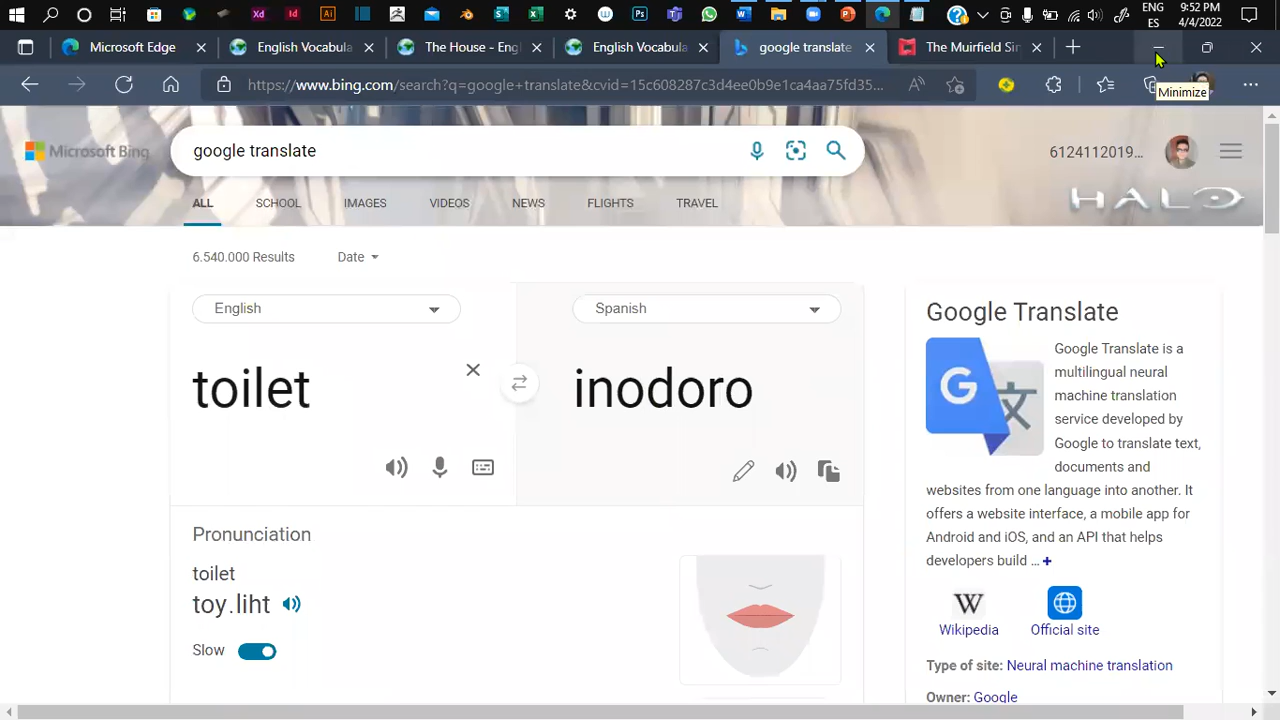 ENG
ES
9:52 PM
4/4/2022
Microsoft Edge
English Vocabula
The House - Engl
English Vocabula
google translate
The Muirfield Sir
https://www.bing.com/search?q=google+translate&cvid=15c608287c3d4ee0b9e1ca4aa75fd35...
Minimize
Microsoft Bing
google translate
6124112019...
HALO
ALL
SCHOOL
IMAGES
VIDEOS
NEWS
FLIGHTS
TRAVEL
6.540.000 Results
Date
English
Spanish
toilet
inodoro
Pronunciation
toilet
toy.liht
Slow
Google Translate
Google Translate is a
multilingual neural
machine translation
service developed by
Google to translate text,
documents and
websites from one language into another. It
offers a website interface, a mobile app for
Android and iOS, and an API that helps
developers build ... +
Wikipedia
Official site
Type of site: Neural machine translation
Owner: Google